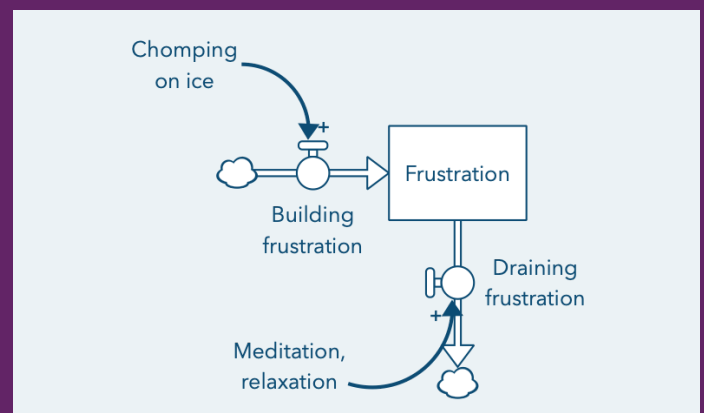 Chomping
on ice
+
Frustration
Building
frustration
Draining
frustration
+
Meditation,
relaxation